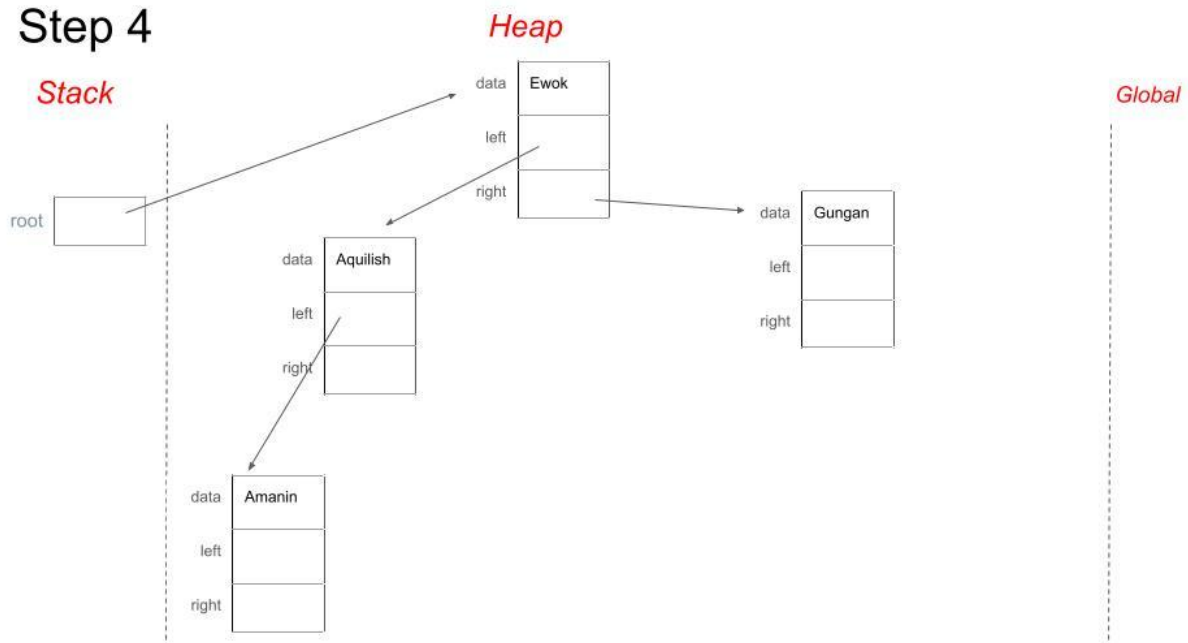 Step 4
Heap
Stack
Global
data Ewok
left
right
root
data Gungan
left
right
data Aquilish
left
right
data Amanin
left
right